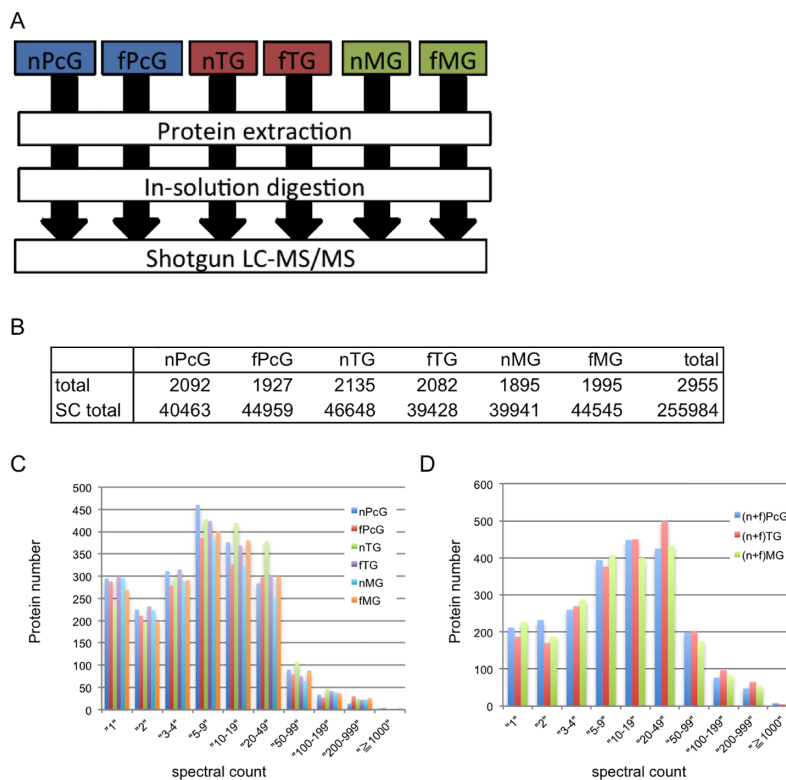 A
nPcG fPcG nTG fTG nMG fMG
Protein extraction
In-solution digestion
Shotgun LC-MS/MS
B
nPcG fPcG nTG fTG nMG fMG total
total 2092 1927 2135 2082 1895 1995 2955
SC total 40463 44959 46648 39428 39941 44545 255984
C
Protein number
500
450
400
350
300
250
200
150
100
50
0
nPcG
fPcG
nTG
fTG
nMG
fMG
"1" "2" "3-4" "5-9" "10-19" "20-49" "50-99" "100-199" "200-999" "≧1000"
spectral count
D
Protein number
600
500
400
300
200
100
0
(n+f)PcG
(n+f)TG
(n+f)MG
"1" "2" "3-4" "5-9" "10-19" "20-49" "50-99" "100-199" "200-999" "≧1000"
spectral count